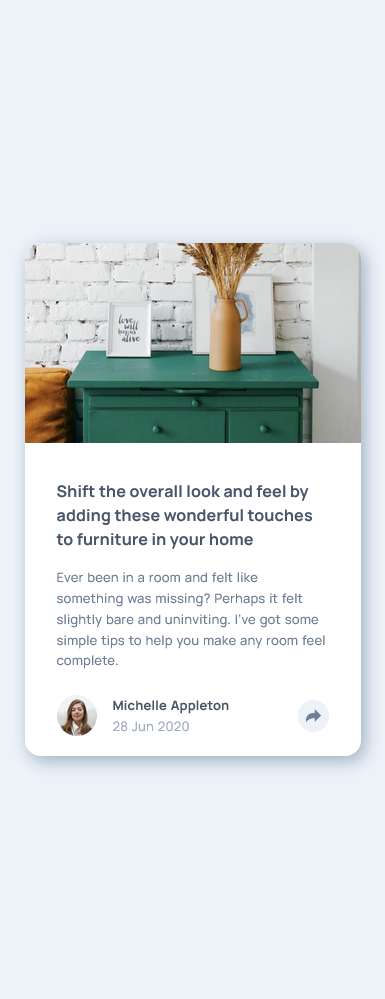 love
will
begins
alive
Shift the overall look and feel by
adding these wonderful touches
to furniture in your home
Ever been in a room and felt like
something was missing? Perhaps it felt
slightly bare and uninviting. I've got some
simple tips to help you make any room feel
complete.
Michelle Appleton
28 Jun 2020